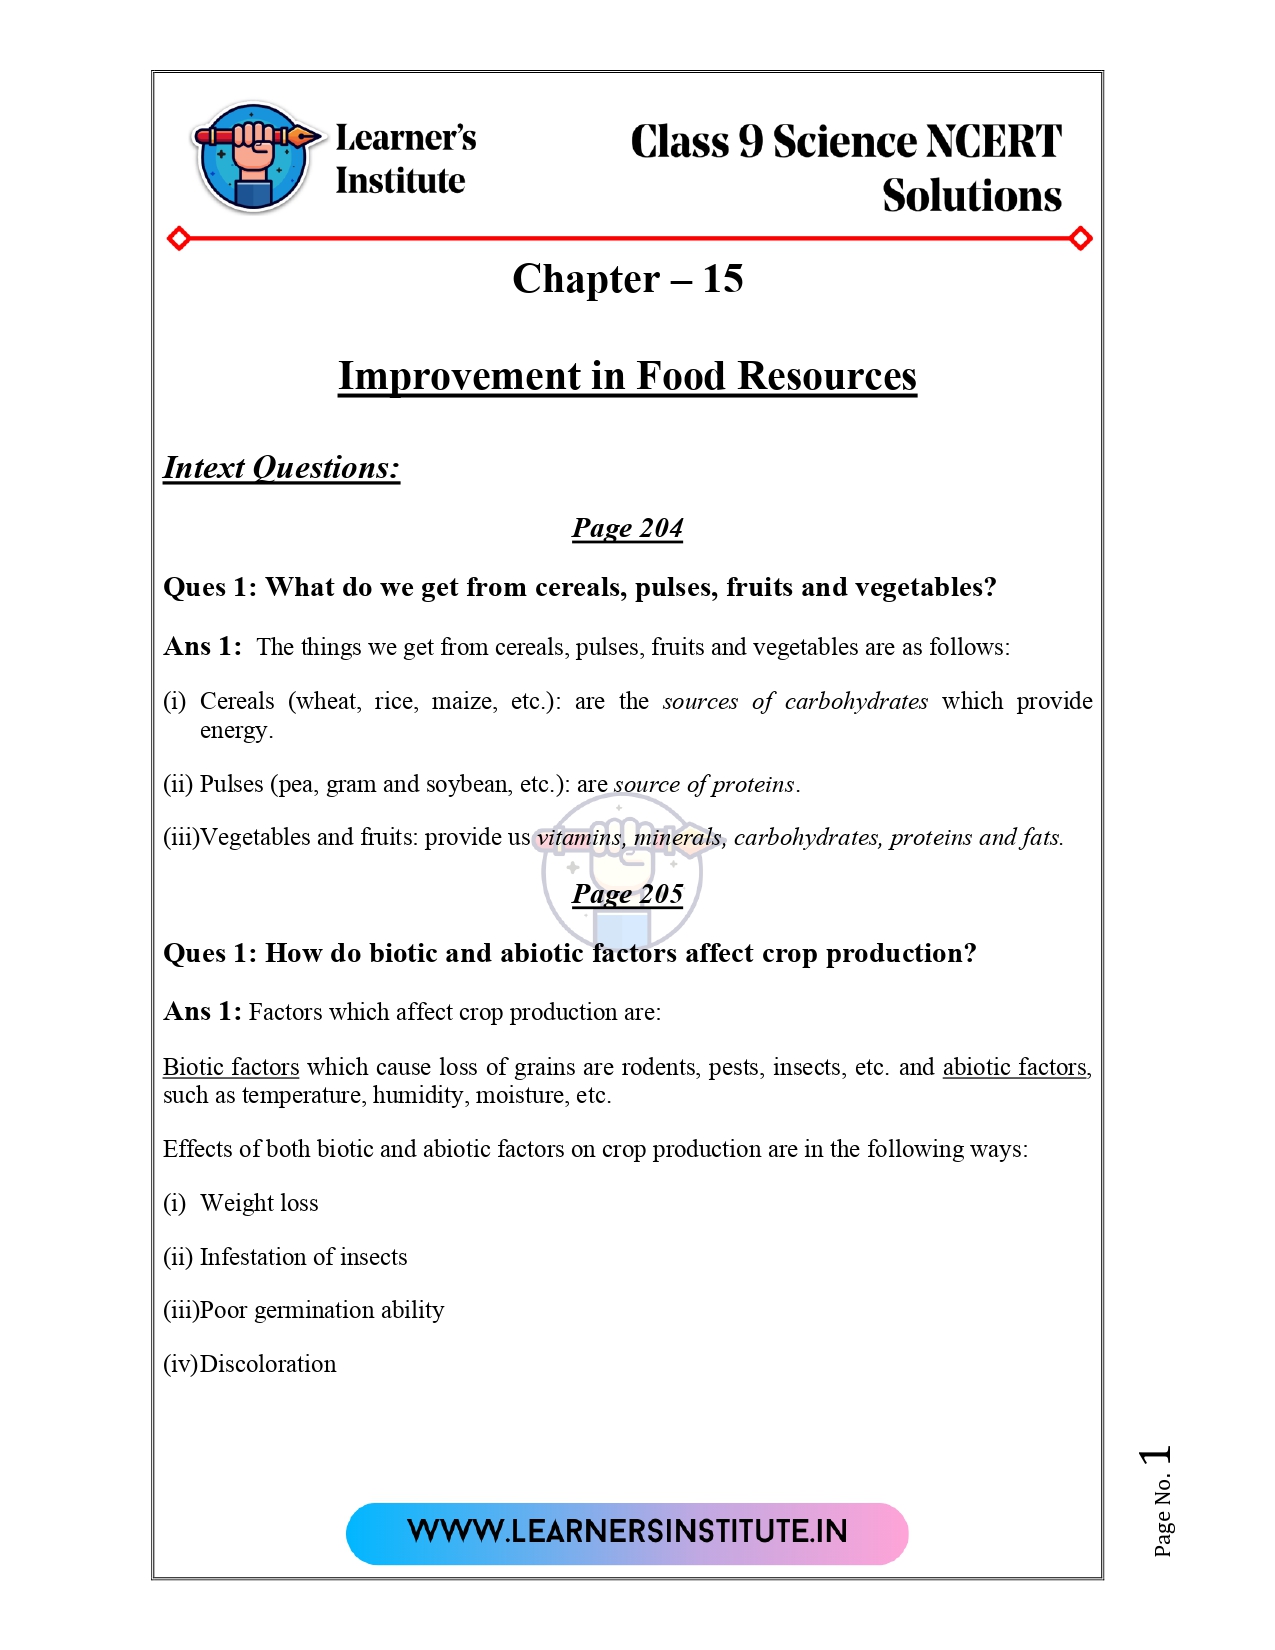 Learner's
Institute
Class 9 Science NCERT
Solutions
Chapter – 15
Improvement in Food Resources
Intext Questions:
Page 204
Ques 1: What do we get from cereals, pulses, fruits and vegetables?
Ans 1: The things we get from cereals, pulses, fruits and vegetables are as follows:
(i) Cereals (wheat, rice, maize, etc.): are the sources of carbohydrates which provide
energy.
(ii) Pulses (pea, gram and soybean, etc.): are source of proteins.
(iii)Vegetables and fruits: provide us vitamins, minerals, carbohydrates, proteins and fats.
Page 205
Ques 1: How do biotic and abiotic factors affect crop production?
Ans 1: Factors which affect crop production are:
Biotic factors which cause loss of grains are rodents, pests, insects, etc. and abiotic factors,
such as temperature, humidity, moisture, etc.
Effects of both biotic and abiotic factors on crop production are in the following ways:
(i) Weight loss
(ii) Infestation of insects
(iii)Poor germination ability
(iv)Discoloration
WWW.LEARNERSINSTITUTE.IN
Page No. 1